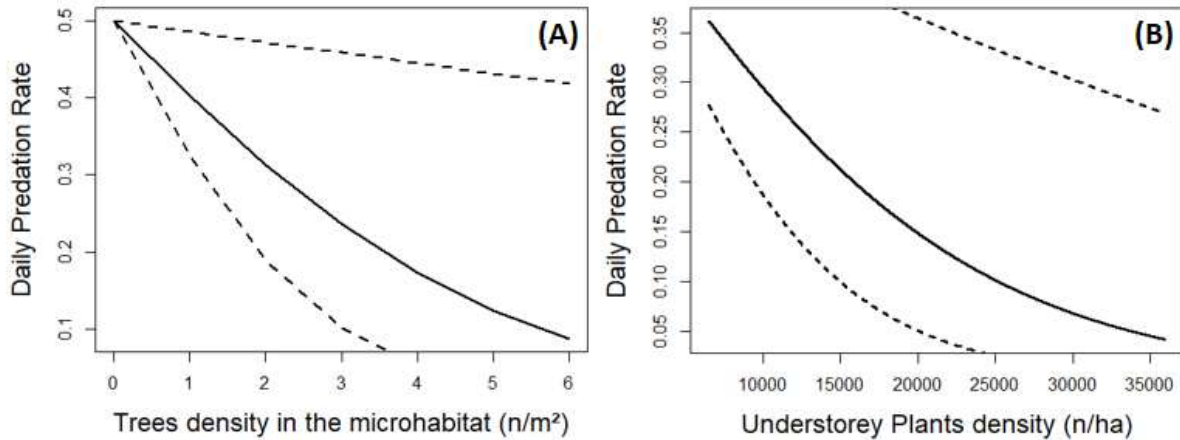 (A)
Daily Predation Rate
0.5
0.4
0.3
0.2
0.1
0 1 2 3 4 5 6
Trees density in the microhabitat (n/m²)
(B)
Daily Predation Rate
0.35
0.30
0.25
0.20
0.15
0.10
0.05
10000 15000 20000 25000 30000 35000
Understorey Plants density (n/ha)